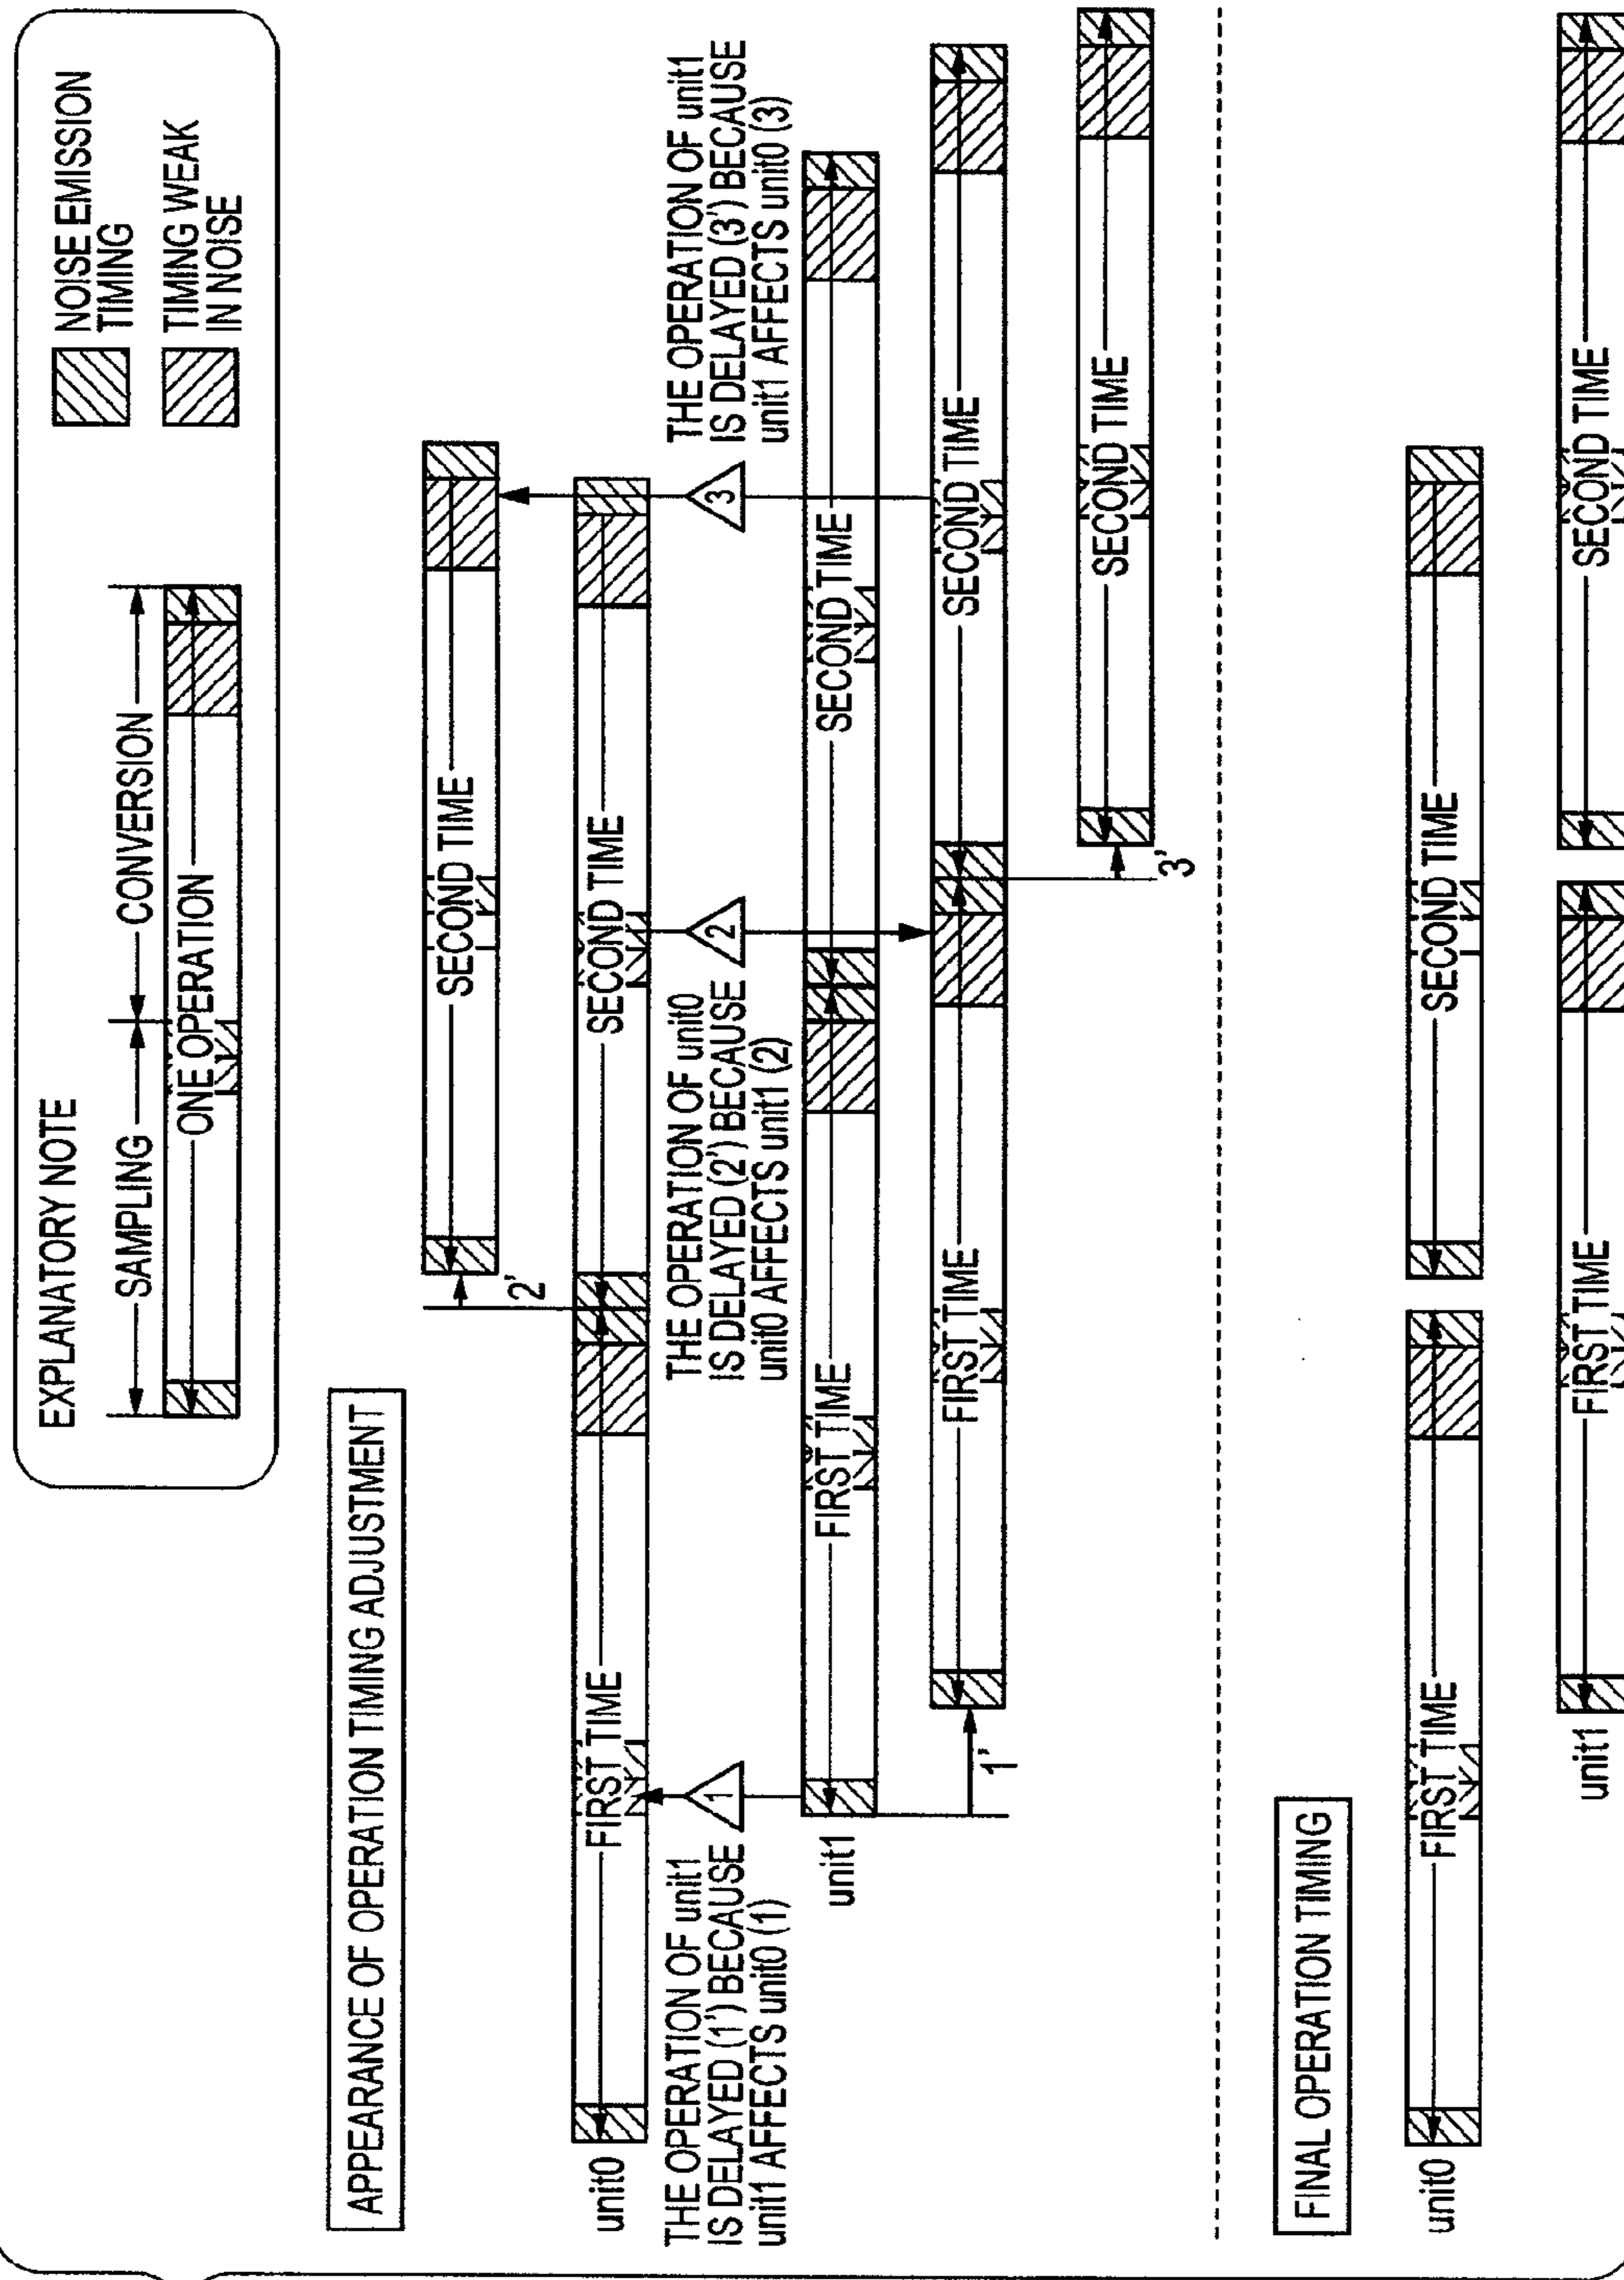 EXPLANATORY NOTE
SAMPLING
CONVERSION
ONE OPERATION
NOISE EMISSION
TIMING
TIMING WEAK
IN NOISE
APPEARANCE OF OPERATION TIMING ADJUSTMENT
2'
SECOND TIME
unit0
FIRST TIME
SECOND TIME
THE OPERATION OF unit1
IS DELAYED (1') BECAUSE
unit1 AFFECTS unit0 (1)
1
THE OPERATION OF unit0
IS DELAYED (2') BECAUSE
unit0 AFFECTS unit1 (2)
2
THE OPERATION OF unit1
IS DELAYED (3') BECAUSE
unit1 AFFECTS unit0 (3)
3
unit1
FIRST TIME
SECOND TIME
1'
FIRST TIME
SECOND TIME
3'
SECOND TIME
FINAL OPERATION TIMING
unit0
FIRST TIME
SECOND TIME
unit1
FIRST TIME
SECOND TIME